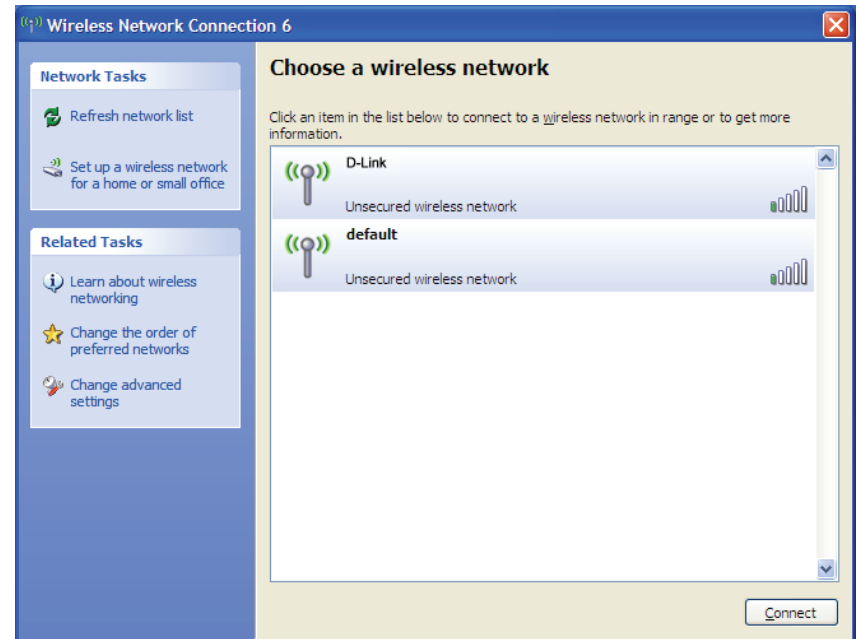 Wireless Network Connection 6
Network Tasks
Refresh network list
Set up a wireless network
for a home or small office
Related Tasks
Learn about wireless
networking
Change the order of
preferred networks
Change advanced
settings
Choose a wireless network
Click an item in the list below to connect to a wireless network in range or to get more
information.
D-Link
Unsecured wireless network
default
Unsecured wireless network
Connect